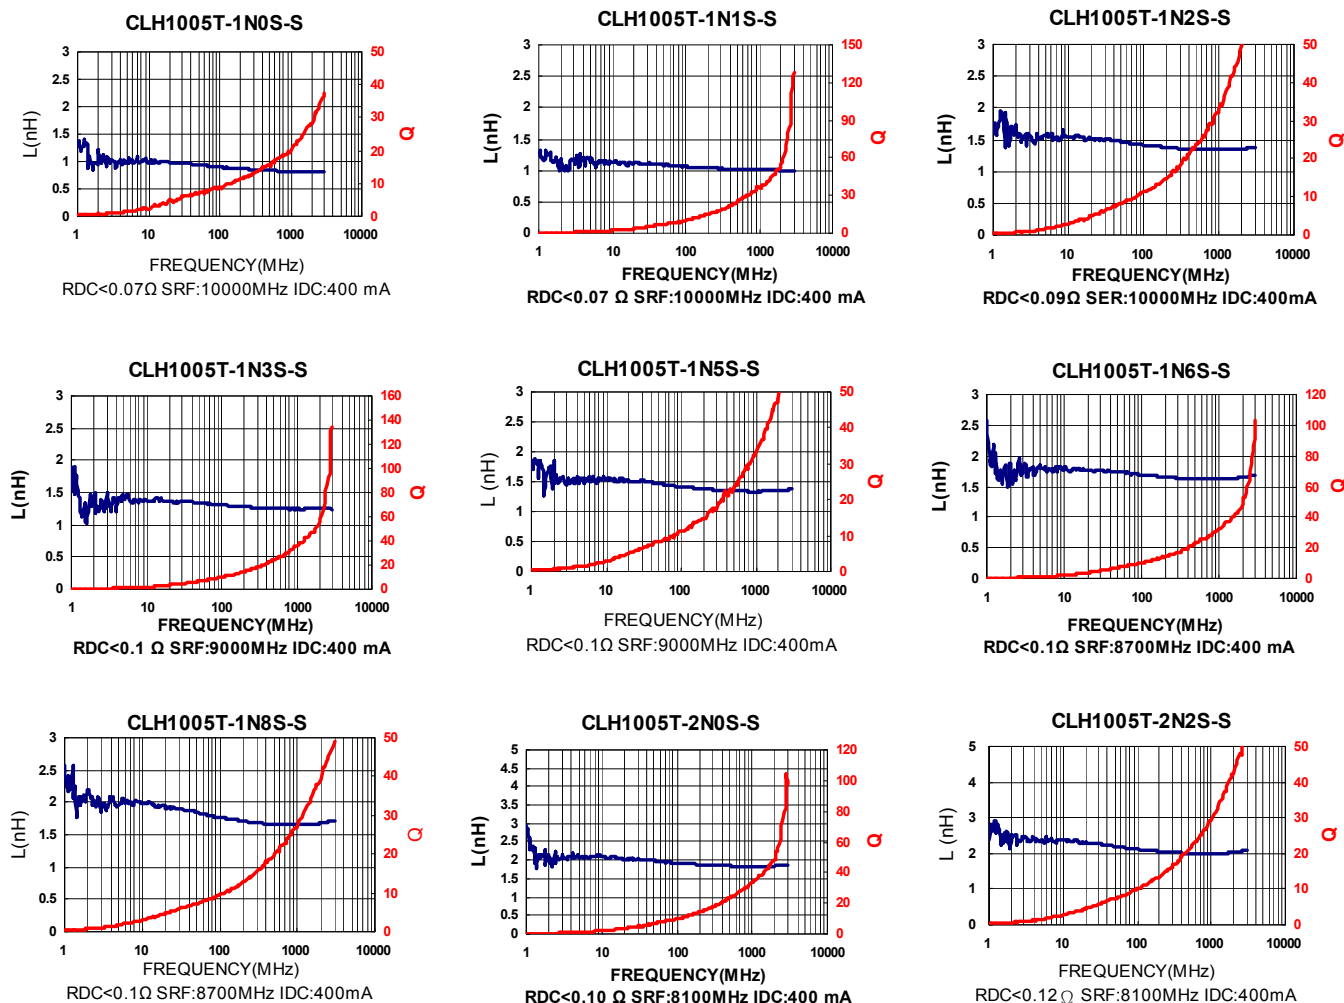 CLH1005T-1N0S-S
3
2.5
2
1.5
1
0.5
0
L(nH)
50
40
30
20
10
0
Q
1 10 100 1000 10000
FREQUENCY(MHz)
RDC<0.07Ω SRF:10000MHz IDC:400 mA
CLH1005T-1N1S-S
3
2.5
2
1.5
1
0.5
0
L(nH)
150
120
90
60
30
0
Q
1 10 100 1000 10000
FREQUENCY(MHz)
RDC<0.07 Ω SRF:10000MHz IDC:400 mA
CLH1005T-1N2S-S
3
2.5
2
1.5
1
0.5
0
L(nH)
50
40
30
20
10
0
Q
1 10 100 1000 10000
FREQUENCY(MHz)
RDC<0.09Ω SER:10000MHz IDC:400mA
CLH1005T-1N3S-S
3
2.5
2
1.5
1
0.5
0
L(nH)
160
140
120
100
80
60
40
20
0
Q
1 10 100 1000 10000
FREQUENCY(MHz)
RDC<0.1 Ω SRF:9000MHz IDC:400 mA
CLH1005T-1N5S-S
3
2.5
2
1.5
1
0.5
0
L (nH)
50
40
30
20
10
0
Q
1 10 100 1000 10000
FREQUENCY(MHz)
RDC<0.1Ω SRF:9000MHz IDC:400mA
CLH1005T-1N6S-S
3
2.5
2
1.5
1
0.5
0
L(nH)
120
100
80
60
40
20
0
Q
1 10 100 1000 10000
FREQUENCY(MHz)
RDC<0.1Ω SRF:8700MHz IDC:400 mA
CLH1005T-1N8S-S
3
2.5
2
1.5
1
0.5
0
L(nH)
50
40
30
20
10
0
Q
1 10 100 1000 10000
FREQUENCY(MHz)
RDC<0.1Ω SRF:8700MHz IDC:400mA
CLH1005T-2N0S-S
5
4.5
4
3.5
3
2.5
2
1.5
1
0.5
0
L(nH)
120
100
80
60
40
20
0
Q
1 10 100 1000 10000
FREQUENCY(MHz)
RDC<0.10 Ω SRF:8100MHz IDC:400 mA
CLH1005T-2N2S-S
5
4
3
2
1
0
L (nH)
50
40
30
20
10
0
Q
1 10 100 1000 10000
FREQUENCY(MHz)
RDC<0.12Ω SRF:8100MHz IDC:400mA